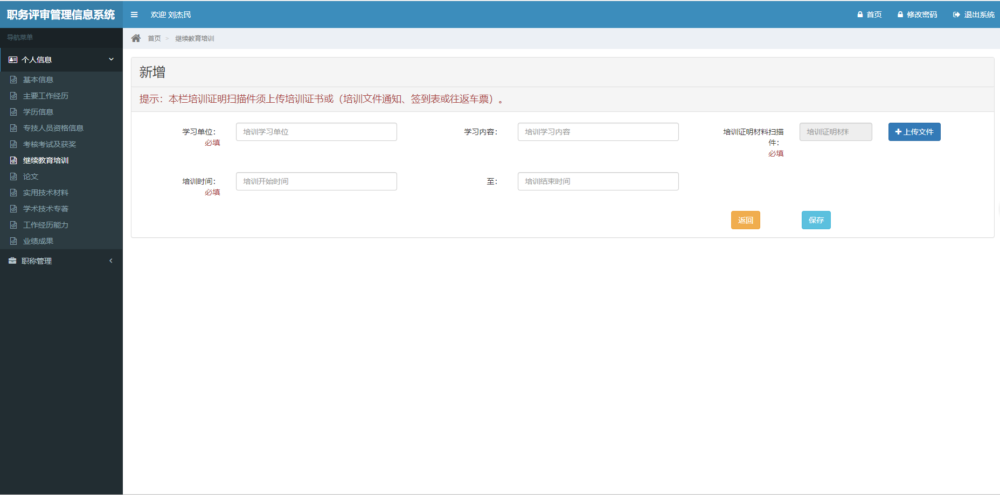 职务评审管理信息系统
欢迎 刘杰民
首页
修改密码
退出系统
导航菜单
首页 > 继续教育培训
个人信息
基本信息
主要工作经历
学历信息
专技人员资格信息
考核考试及获奖
继续教育培训
论文
实用技术材料
学术技术专著
工作经历能力
业绩成果
职称管理
新增
提示：本栏培训证明扫描件须上传培训证书或（培训文件通知、签到表或往返车票）。
学习单位：
必填
培训学习单位
学习内容：
培训学习内容
培训证明材料扫描
件：
必填
培训证明材料
上传文件
培训时间：
必填
培训开始时间
至：
培训结束时间
返回
保存